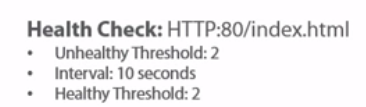 Health Check: HTTP:80/index.html
• Unhealthy Threshold: 2
• Interval: 10 seconds
• Healthy Threshold: 2